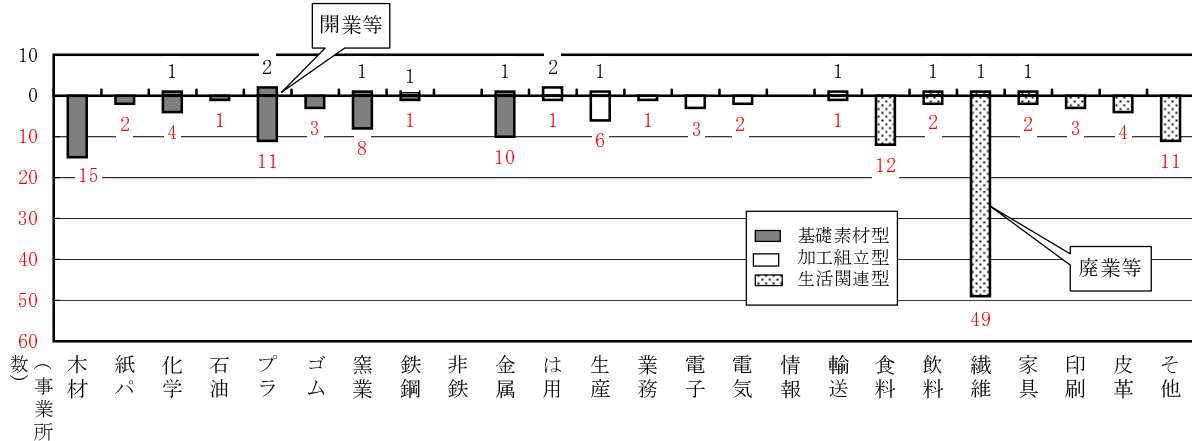 開業等
10
0
10
20
30
40
50
60
1
2
1
1
1
2
1
1
1
1
1
15
2
4
1
11
3
8
1
10
1
6
1
3
2
1
12
2
49
2
3
4
11
基礎素材型
加工組立型
生活関連型
廃業等
(事業所数)
木材
紙パ
化学
石油
プラ
ゴム
窯業
鉄鋼
非鉄
金属
は用
生産
業務
電子
電気
情報
輸送
食料
飲料
繊維
家具
印刷
皮革
その他